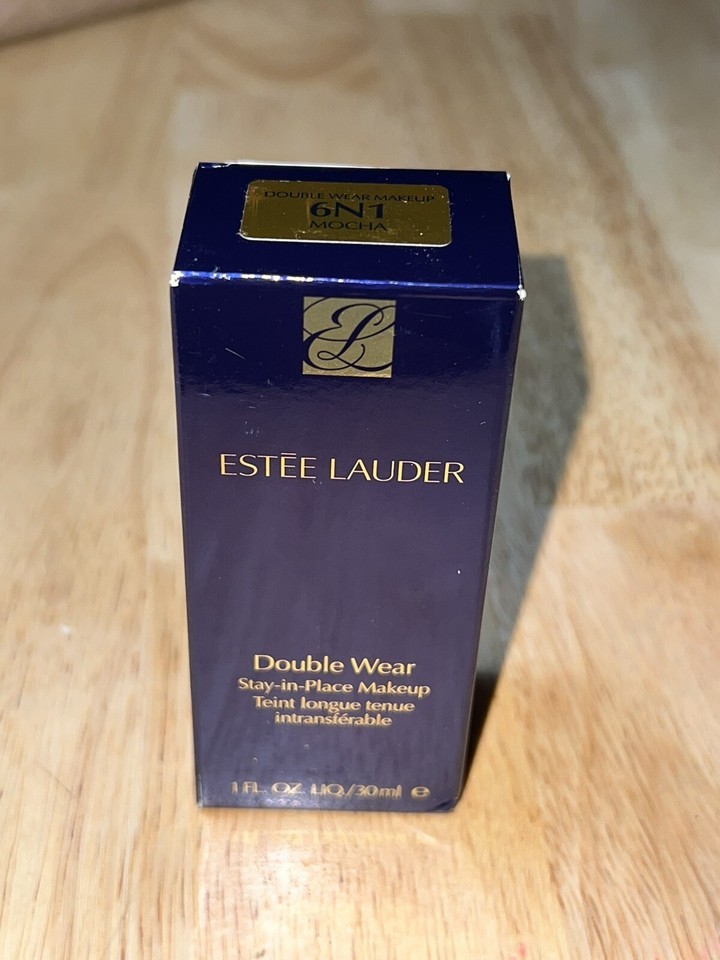 DOUBLE WEAR MAKEUP
6N1
MOCHA
EL
ESTĒE LAUDER
Double Wear
Stay-in-Place Makeup
Teint longue tenue
intransférable
1 FL. OZ. LIQ./30ml ℮